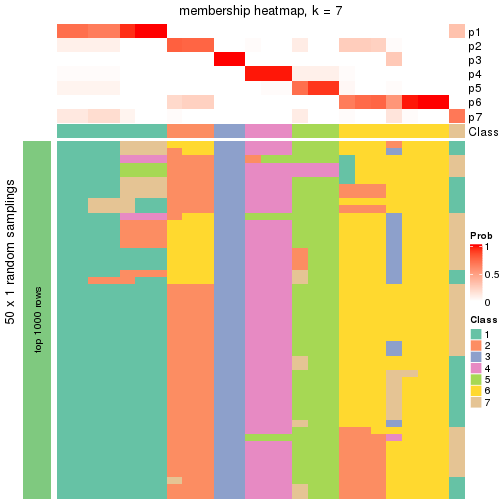 membership heatmap, k = 7
p1
p2
p3
p4
p5
p6
p7
Class
50 x 1 random samplings
top 1000 rows
Prob
1
0.5
0
Class
1
2
3
4
5
6
7